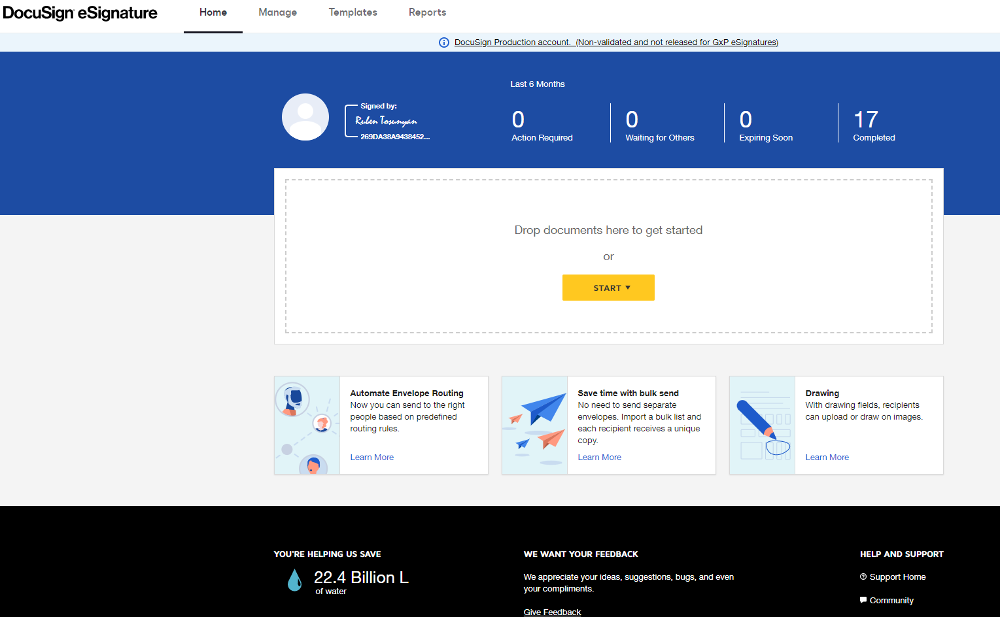 DocuSign eSignature
Home
Manage
Templates
Reports
DocuSign Production account. (Non-validated and not released for GxP eSignatures)
Signed by:
Ruben Tosunyan
269DA38A9438452...
Last 6 Months
0
Action Required
0
Waiting for Others
0
Expiring Soon
17
Completed
Drop documents here to get started
or
START
Automate Envelope Routing
Now you can send to the right
people based on predefined
routing rules.
Learn More
Save time with bulk send
No need to send separate
envelopes. Import a bulk list and
each recipient receives a unique
copy.
Learn More
Drawing
With drawing fields, recipients
can upload or draw on images.
Learn More
YOU'RE HELPING US SAVE
22.4 Billion L
of water
WE WANT YOUR FEEDBACK
We appreciate your ideas, suggestions, bugs, and even
your compliments.
Give Feedback
HELP AND SUPPORT
Support Home
Community